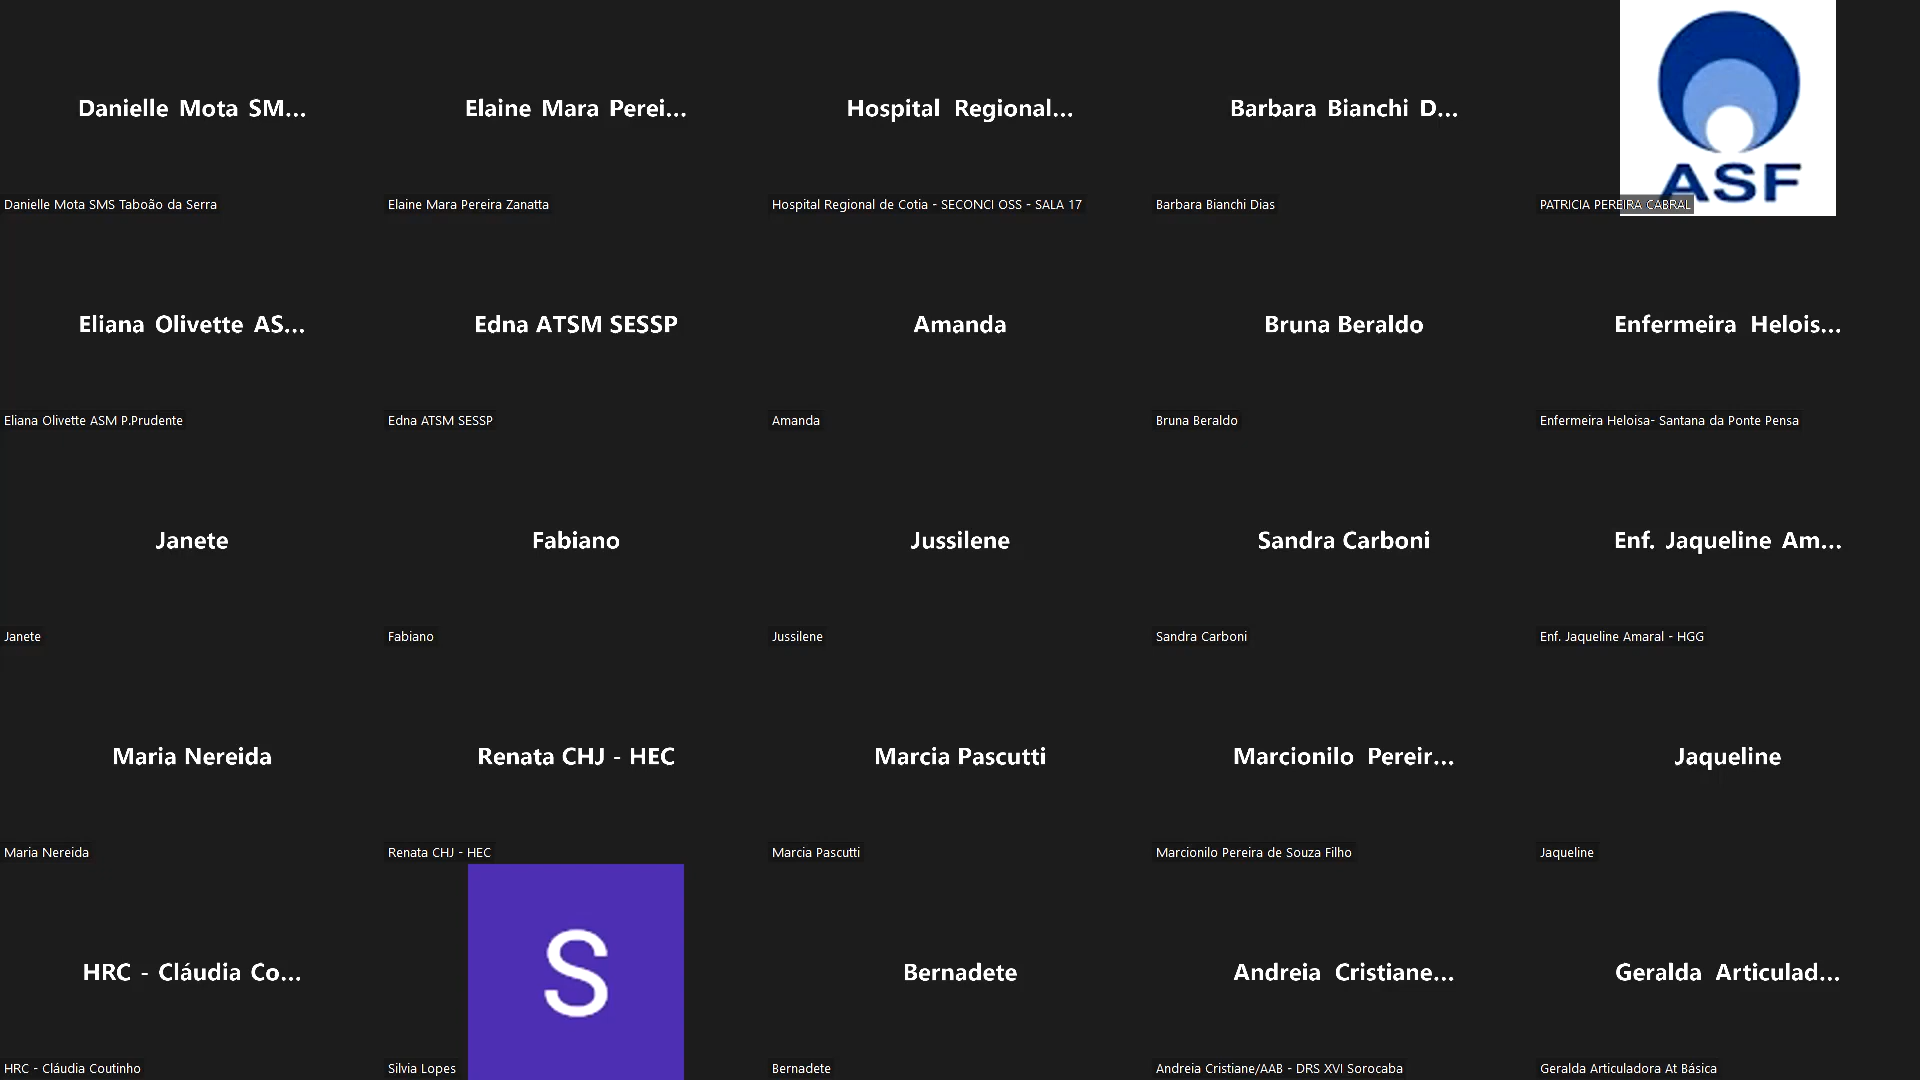 Danielle Mota SM...
Elaine Mara Perei...
Hospital Regional...
Barbara Bianchi D...
ASF
Danielle Mota SMS Taboão da Serra
Elaine Mara Pereira Zanatta
Hospital Regional de Cotia - SECONCI OSS - SALA 17
Barbara Bianchi Dias
PATRICIA PEREIRA CABRAL
Eliana Olivette AS...
Edna ATSM SESSP
Amanda
Bruna Beraldo
Enfermeira Helois...
Eliana Olivette ASM P.Prudente
Edna ATSM SESSP
Amanda
Bruna Beraldo
Enfermeira Heloisa- Santana da Ponte Pensa
Janete
Fabiano
Jussilene
Sandra Carboni
Enf. Jaqueline Am...
Janete
Fabiano
Jussilene
Sandra Carboni
Enf. Jaqueline Amaral - HGG
Maria Nereida
Renata CHJ - HEC
Marcia Pascutti
Marcionilo Pereir...
Jaqueline
Maria Nereida
Renata CHJ - HEC
Marcia Pascutti
Marcionilo Pereira de Souza Filho
Jaqueline
HRC - Cláudia Co...
S
Bernadete
Andreia Cristiane...
Geralda Articulad...
HRC - Cláudia Coutinho
Silvia Lopes
Bernadete
Andreia Cristiane/AAB - DRS XVI Sorocaba
Geralda Articuladora At Básica